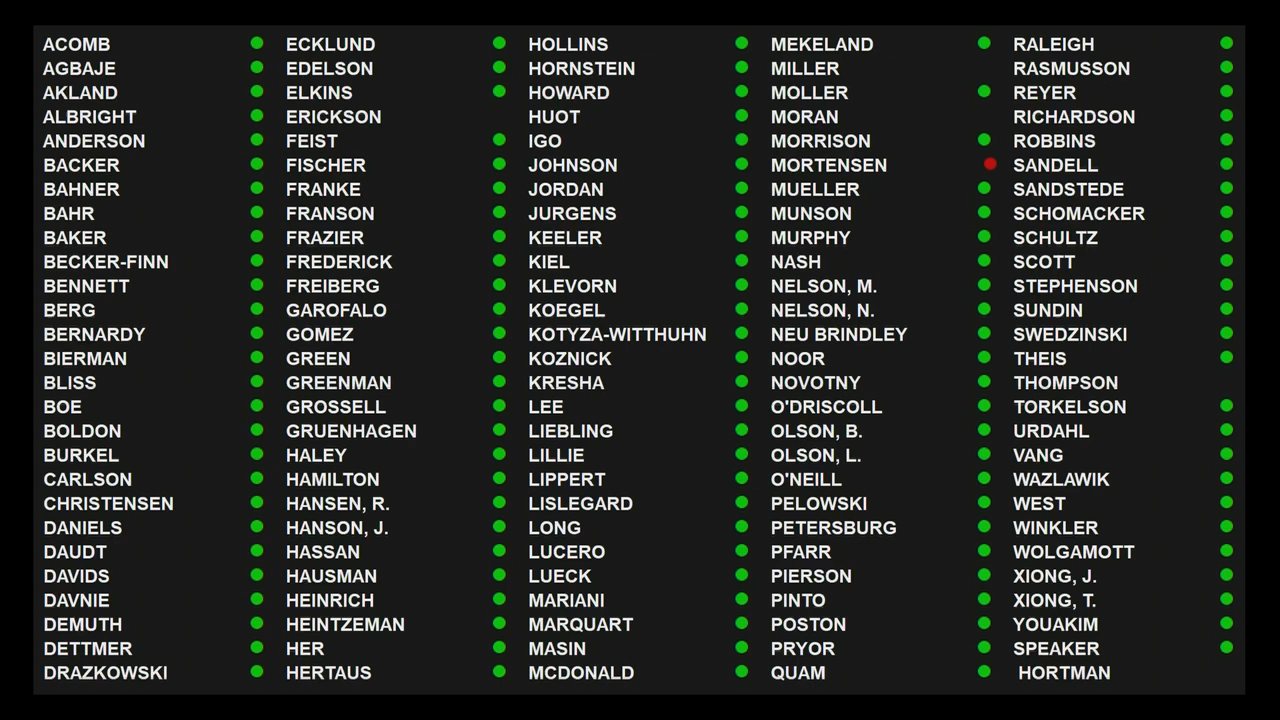 ACOMB
AGBAJE
AKLAND
ALBRIGHT
ANDERSON
BACKER
BAHNER
BAHR
BAKER
BECKER-FINN
BENNETT
BERG
BERNARDY
BIERMAN
BLISS
BOE
BOLDON
BURKEL
CARLSON
CHRISTENSEN
DANIELS
DAUDT
DAVIDS
DAVNIE
DEMUTH
DETTMER
DRAZKOWSKI
ECKLUND
EDELSON
ELKINS
ERICKSON
FEIST
FISCHER
FRANKE
FRANSON
FRAZIER
FREDERICK
FREIBERG
GAROFALO
GOMEZ
GREEN
GREENMAN
GROSSELL
GRUENHAGEN
HALEY
HAMILTON
HANSEN, R.
HANSON, J.
HASSAN
HAUSMAN
HEINRICH
HEINTZEMAN
HER
HERTAUS
HOLLINS
HORNSTEIN
HOWARD
HUOT
IGO
JOHNSON
JORDAN
JURGENS
KEELER
KIEL
KLEVORN
KOEGEL
KOTYZA-WITTHUHN
KOZNICK
KRESHA
LEE
LIEBLING
LILLIE
LIPPERT
LISLEGARD
LONG
LUCERO
LUECK
MARIANI
MARQUART
MASIN
MCDONALD
MEKELAND
MILLER
MOLLER
MORAN
MORRISON
MORTENSEN
MUELLER
MUNSON
MURPHY
NASH
NELSON, M.
NELSON, N.
NEU BRINDLEY
NOOR
NOVOTNY
O'DRISCOLL
OLSON, B.
OLSON, L.
O'NEILL
PELOWSKI
PETERSBURG
PFARR
PIERSON
PINTO
POSTON
PRYOR
QUAM
RALEIGH
RASMUSSON
REYER
RICHARDSON
ROBBINS
SANDELL
SANDSTEDE
SCHOMACKER
SCHULTZ
SCOTT
STEPHENSON
SUNDIN
SWEDZINSKI
THEIS
THOMPSON
TORKELSON
URDAHL
VANG
WAZLAWIK
WEST
WINKLER
WOLGAMOTT
XIONG, J.
XIONG, T.
YOUAKIM
SPEAKER
HORTMAN